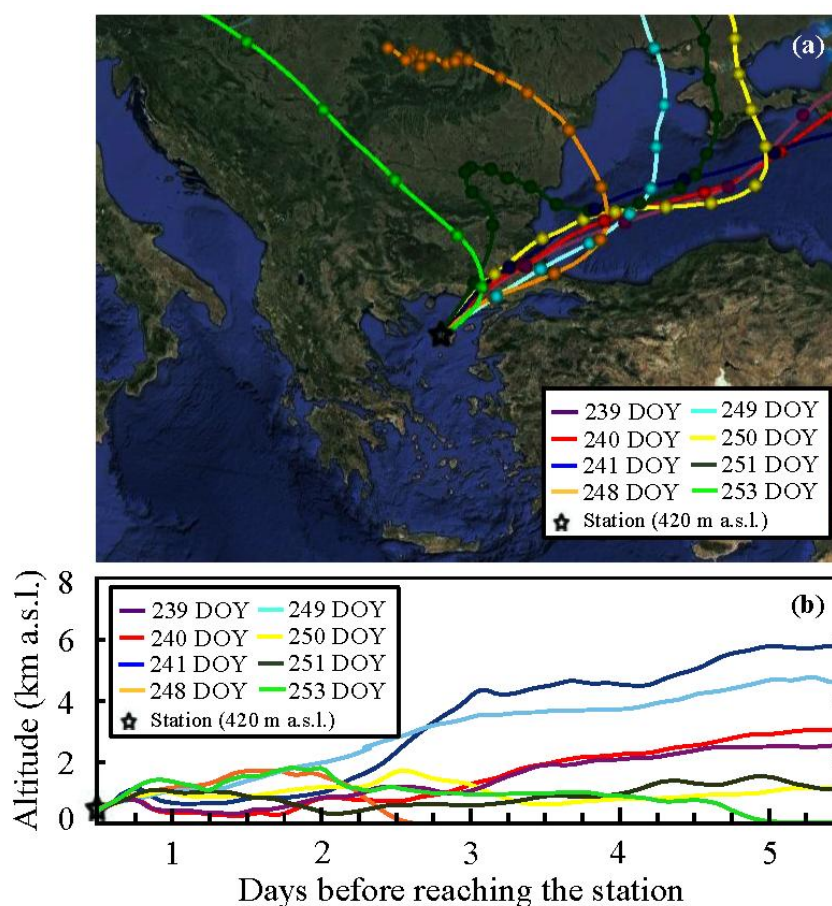 (a)
239 DOY 249 DOY
240 DOY 250 DOY
241 DOY 251 DOY
248 DOY 253 DOY
Station (420 m a.s.l.)
(b)
8
6
4
2
0
Altitude (km a.s.l.)
239 DOY 249 DOY
240 DOY 250 DOY
241 DOY 251 DOY
248 DOY 253 DOY
Station (420 m a.s.l.)
1 2 3 4 5
Days before reaching the station